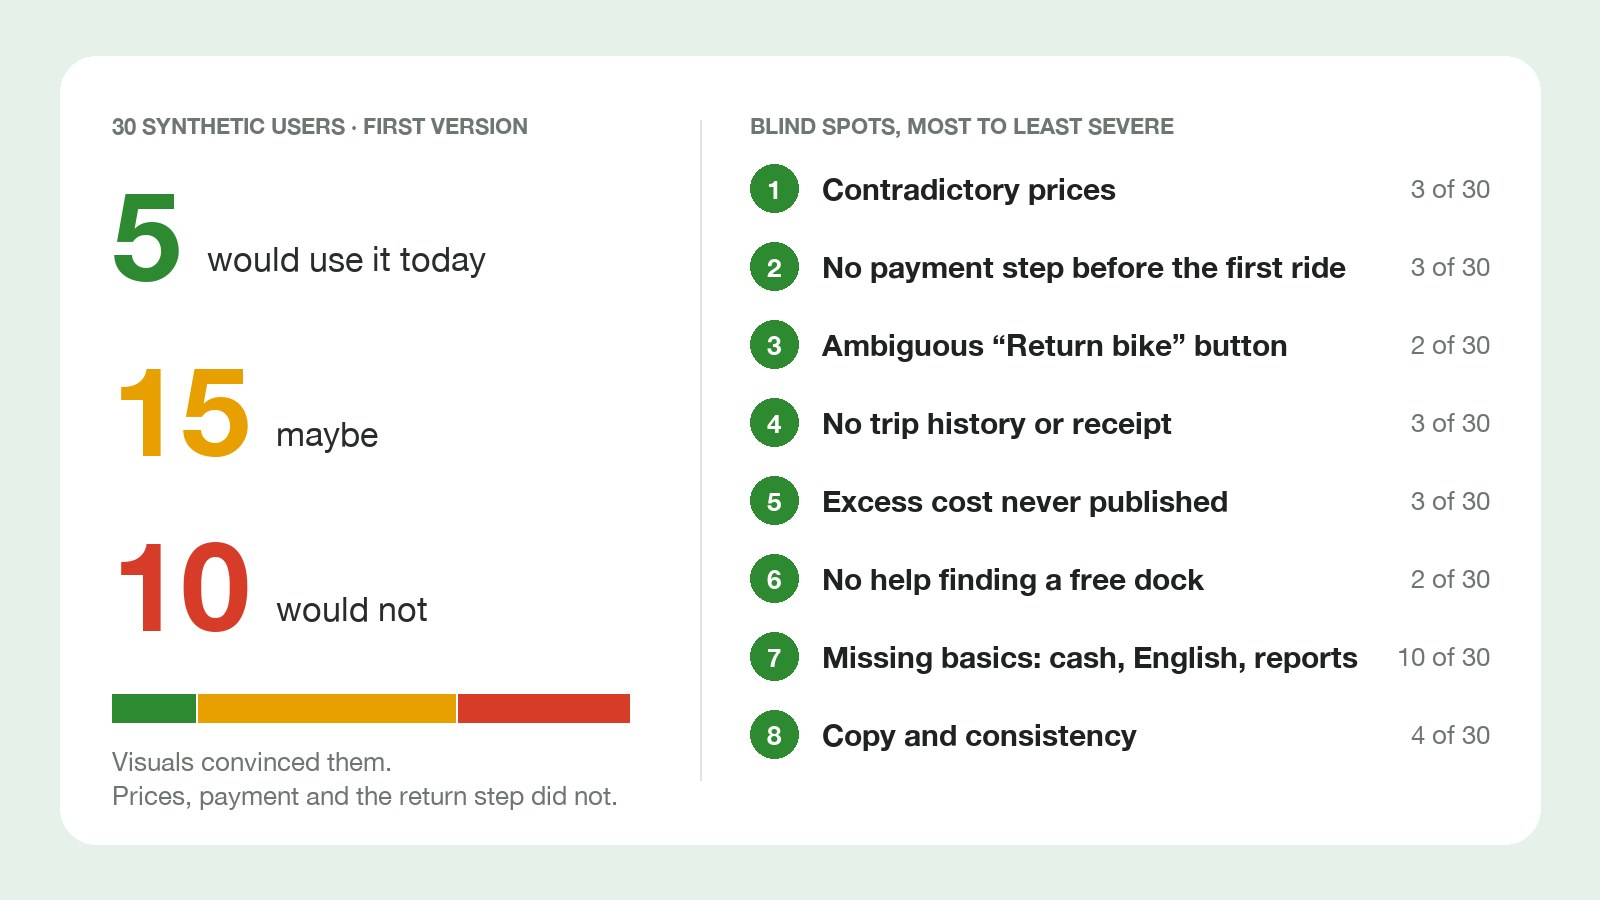 30 SYNTHETIC USERS · FIRST VERSION
5 would use it today
15 maybe
10 would not
Visuals convinced them.
Prices, payment and the return step did not.
BLIND SPOTS, MOST TO LEAST SEVERE
1 Contradictory prices 3 of 30
2 No payment step before the first ride 3 of 30
3 Ambiguous “Return bike” button 2 of 30
4 No trip history or receipt 3 of 30
5 Excess cost never published 3 of 30
6 No help finding a free dock 2 of 30
7 Missing basics: cash, English, reports 10 of 30
8 Copy and consistency 4 of 30